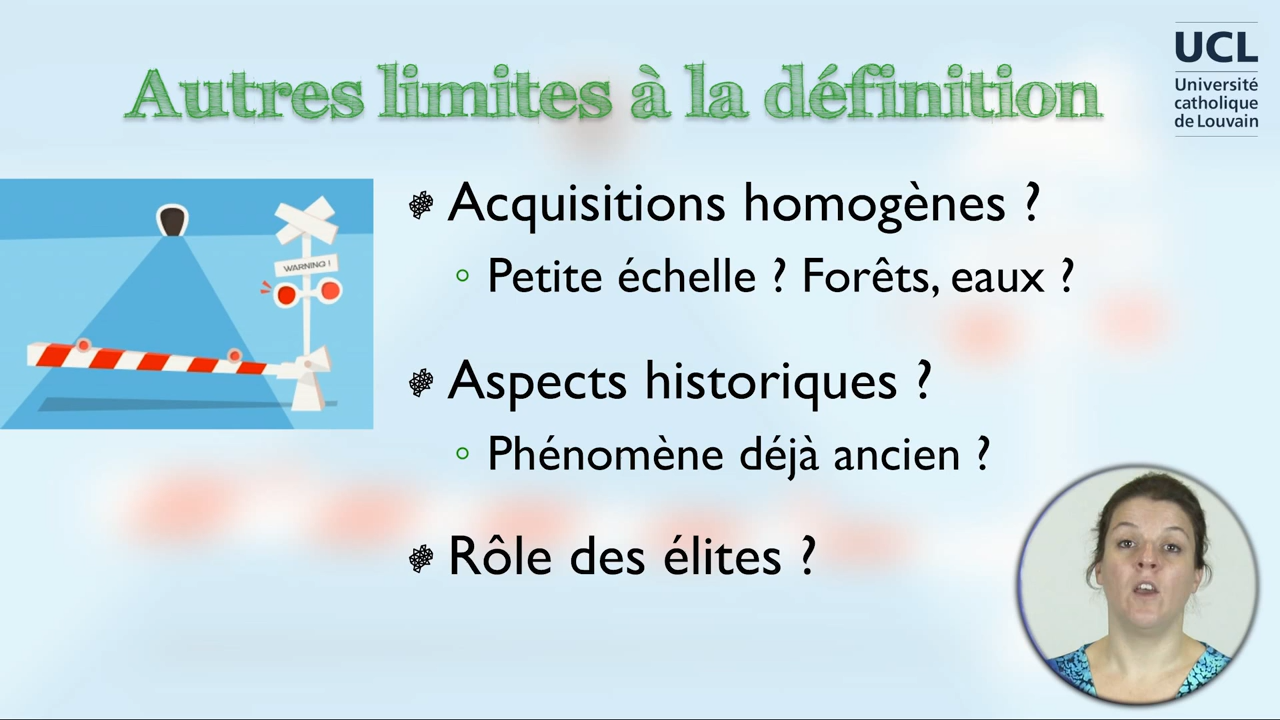 Autres limites à la définition
UCL
Université
catholique
de Louvain
Acquisitions homogènes ?
Petite échelle ? Forêts, eaux ?
WARNING !
Aspects historiques ?
Phénomène déjà ancien ?
Rôle des élites ?